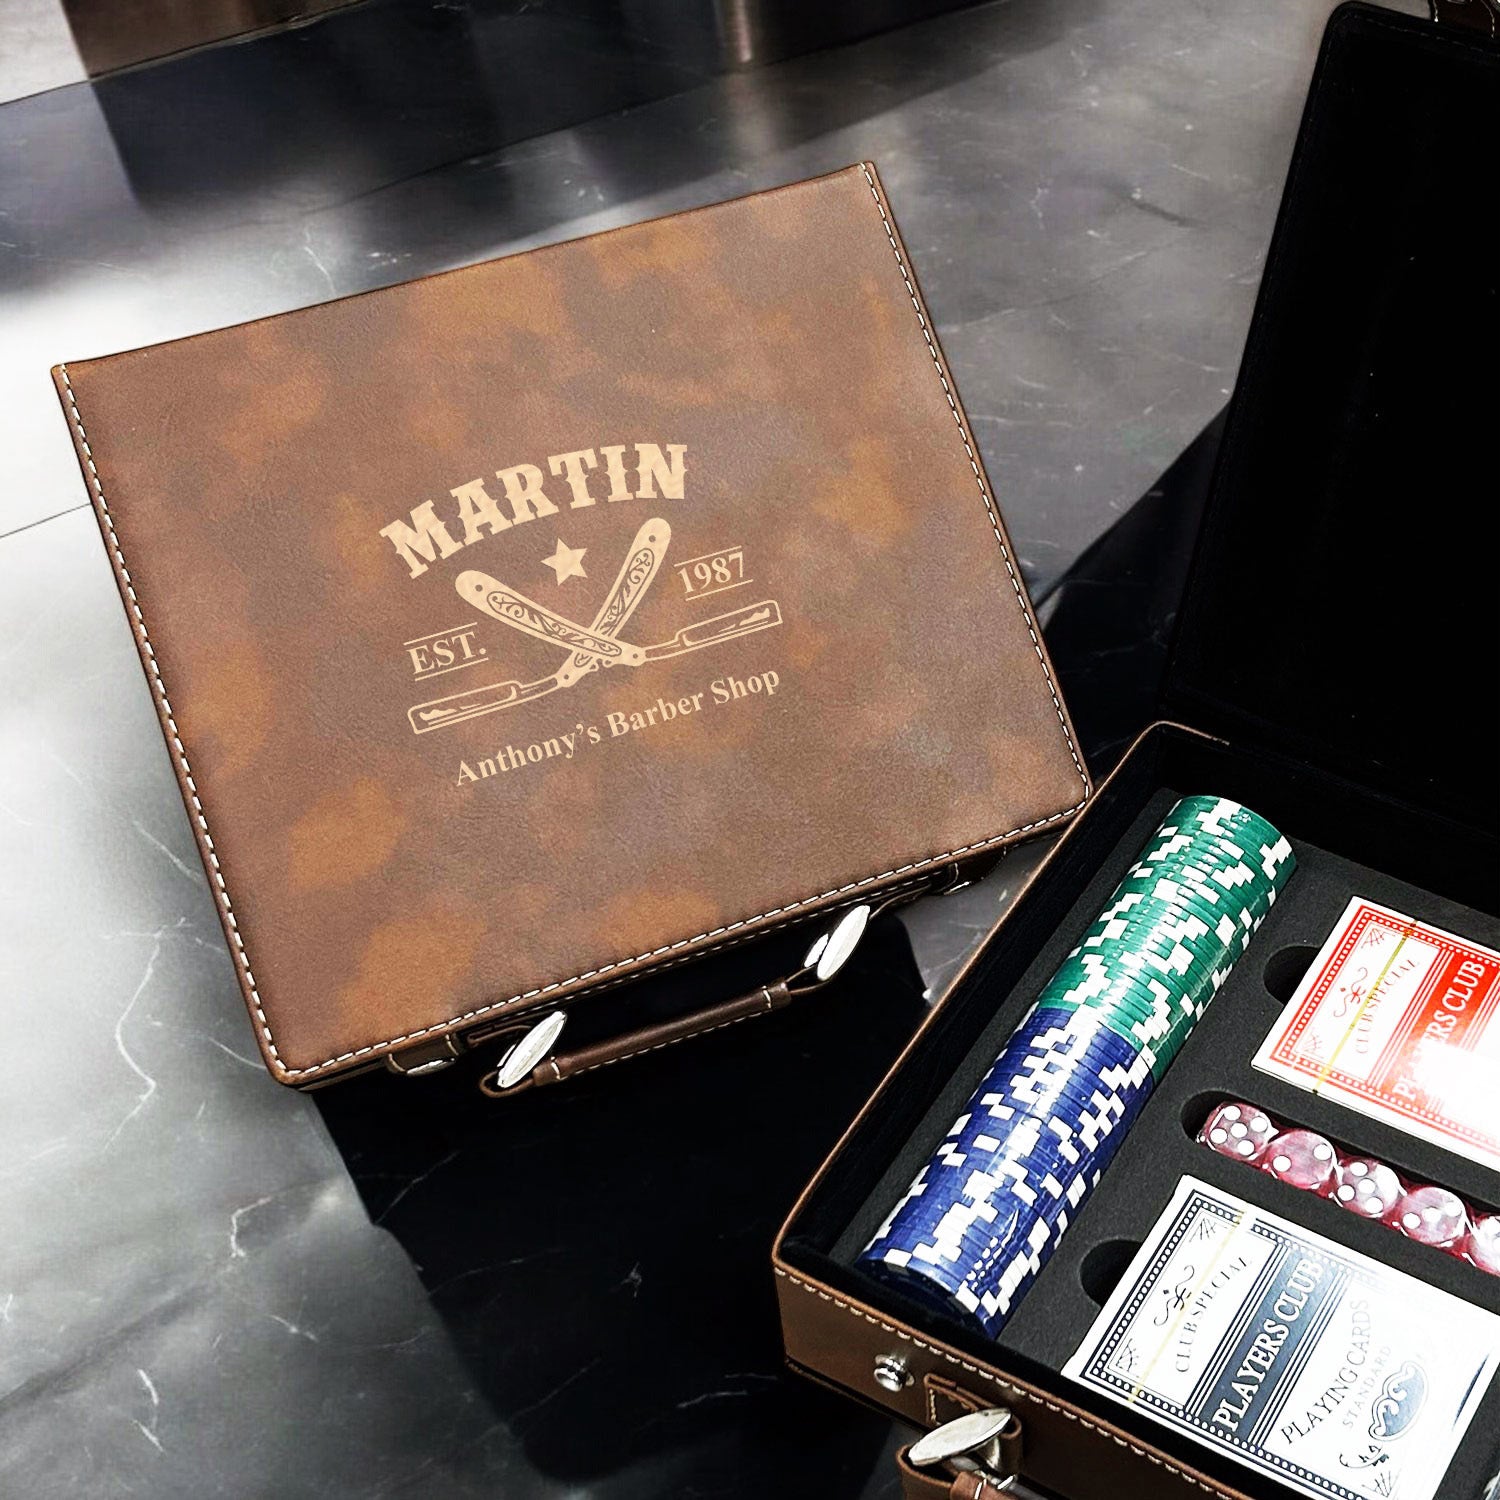 MARTIN
EST.
1987
Anthony's Barber Shop
CLUB SPECIAL
PLAYERS CLUB
CLUB SPECIAL
PLAYERS CLUB
PLAYING CARDS
STANDARD